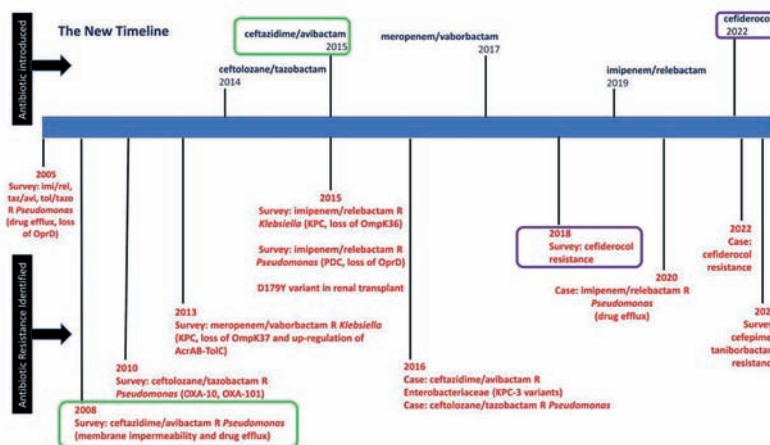 The New Timeline
Antibiotic introduced
ceftazidime/avibactam
2015
ceftolozane/tazobactam
2014
meropenem/vaborbactam
2017
imipenem/relebactam
2019
cefiderocol
2022
2005
Survey: imi/rel,
taz/avi, tol/tazo
R Pseudomonas
(drug efflux, loss
of OprD)
2015
Survey: imipenem/relebactam R
Klebsiella (KPC, loss of OmpK36)
Survey: imipenem/relebactam R
Pseudomonas (PDC, loss of OprD)
D179Y variant in renal transplant
2018
Survey: cefiderocol
resistance
2022
Case:
cefiderocol
resistance
2020
Case: imipenem/relebactam R
Pseudomonas
(drug efflux)
Antibiotic Resistance Identified
2013
Survey: meropenem/vaborbactam R Klebsiella
(KPC, loss of OmpK37 and up-regulation of
AcrAB-TolC)
202
Survey
cefepime
taniborbactam
resistance
2010
Survey: ceftolozane/tazobactam R
Pseudomonas (OXA-10, OXA-101)
2016
Case: ceftazidime/avibactam R
Enterobacteriaceae (KPC-3 variants)
Case: ceftolozane/tazobactam R Pseudomonas
2008
Survey: ceftazidime/avibactam R Pseudomonas
(membrane impermeability and drug efflux)